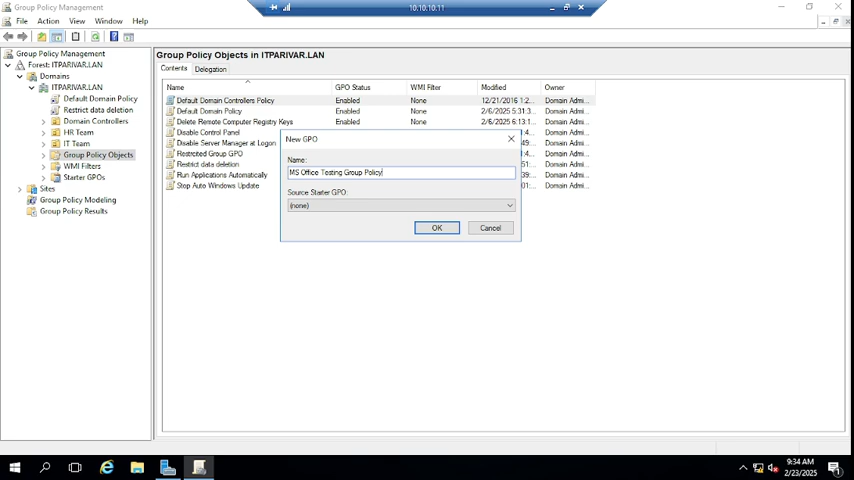 Group Policy Management
10.10.10.11
File Action View Window Help
Group Policy Management
Forest: ITPARIVAR.LAN
Domains
ITPARIVAR.LAN
Default Domain Policy
Restrict data deletion
Domain Controllers
HR Team
IT Team
Group Policy Objects
WMI Filters
Starter GPOs
Sites
Group Policy Modeling
Group Policy Results
Group Policy Objects in ITPARIVAR.LAN
Contents Delegation
Name GPO Status WMI Filter Modified Owner
Default Domain Controllers Policy Enabled None 12/21/2016 1:2... Domain Admi...
Default Domain Policy Enabled None 2/6/2025 5:31:3... Domain Admi...
Delete Remote Computer Registry Keys Enabled None 2/6/2025 6:13:1... Domain Admi...
Disable Control Panel Domain Admi...
Disable Server Manager at Logon Domain Admi...
Restricited Group GPO Domain Admi...
Restrict data deletion Domain Admi...
Run Applications Automatically Domain Admi...
Stop Auto Windows Update Domain Admi...
New GPO
Name:
MS Office Testing Group Policy
Source Starter GPO:
(none)
OK Cancel
9:34 AM
2/23/2025